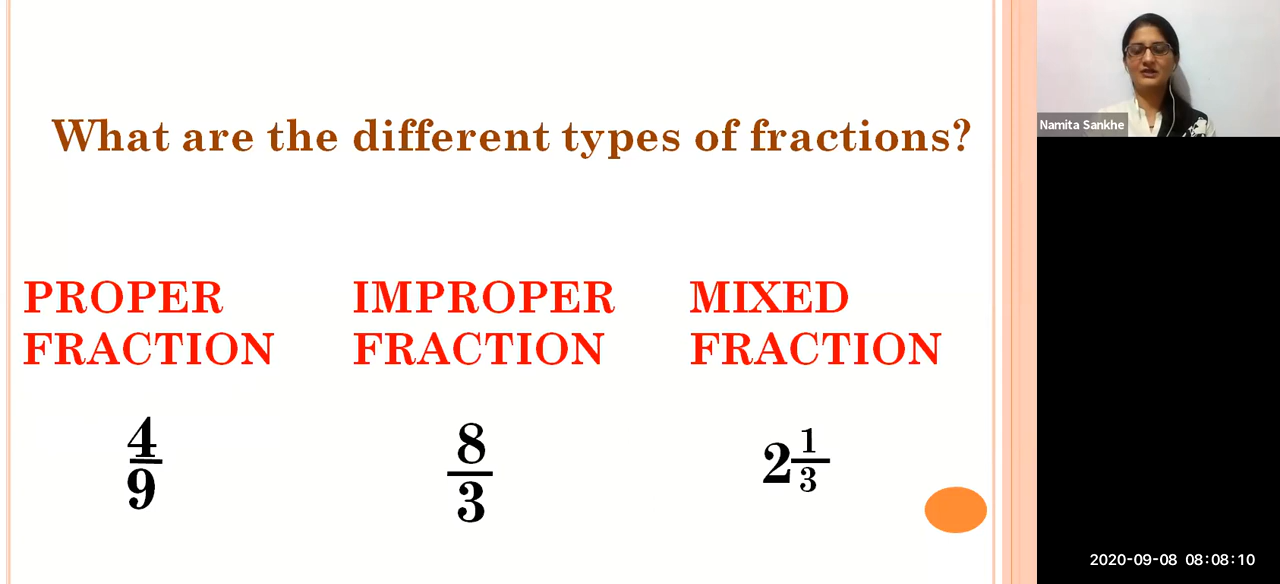 What are the different types of fractions?
PROPER
FRACTION
IMPROPER
FRACTION
MIXED
FRACTION
4
9
8
3
2 1
3
Namita Sankhe
2020-09-08 08:08:10